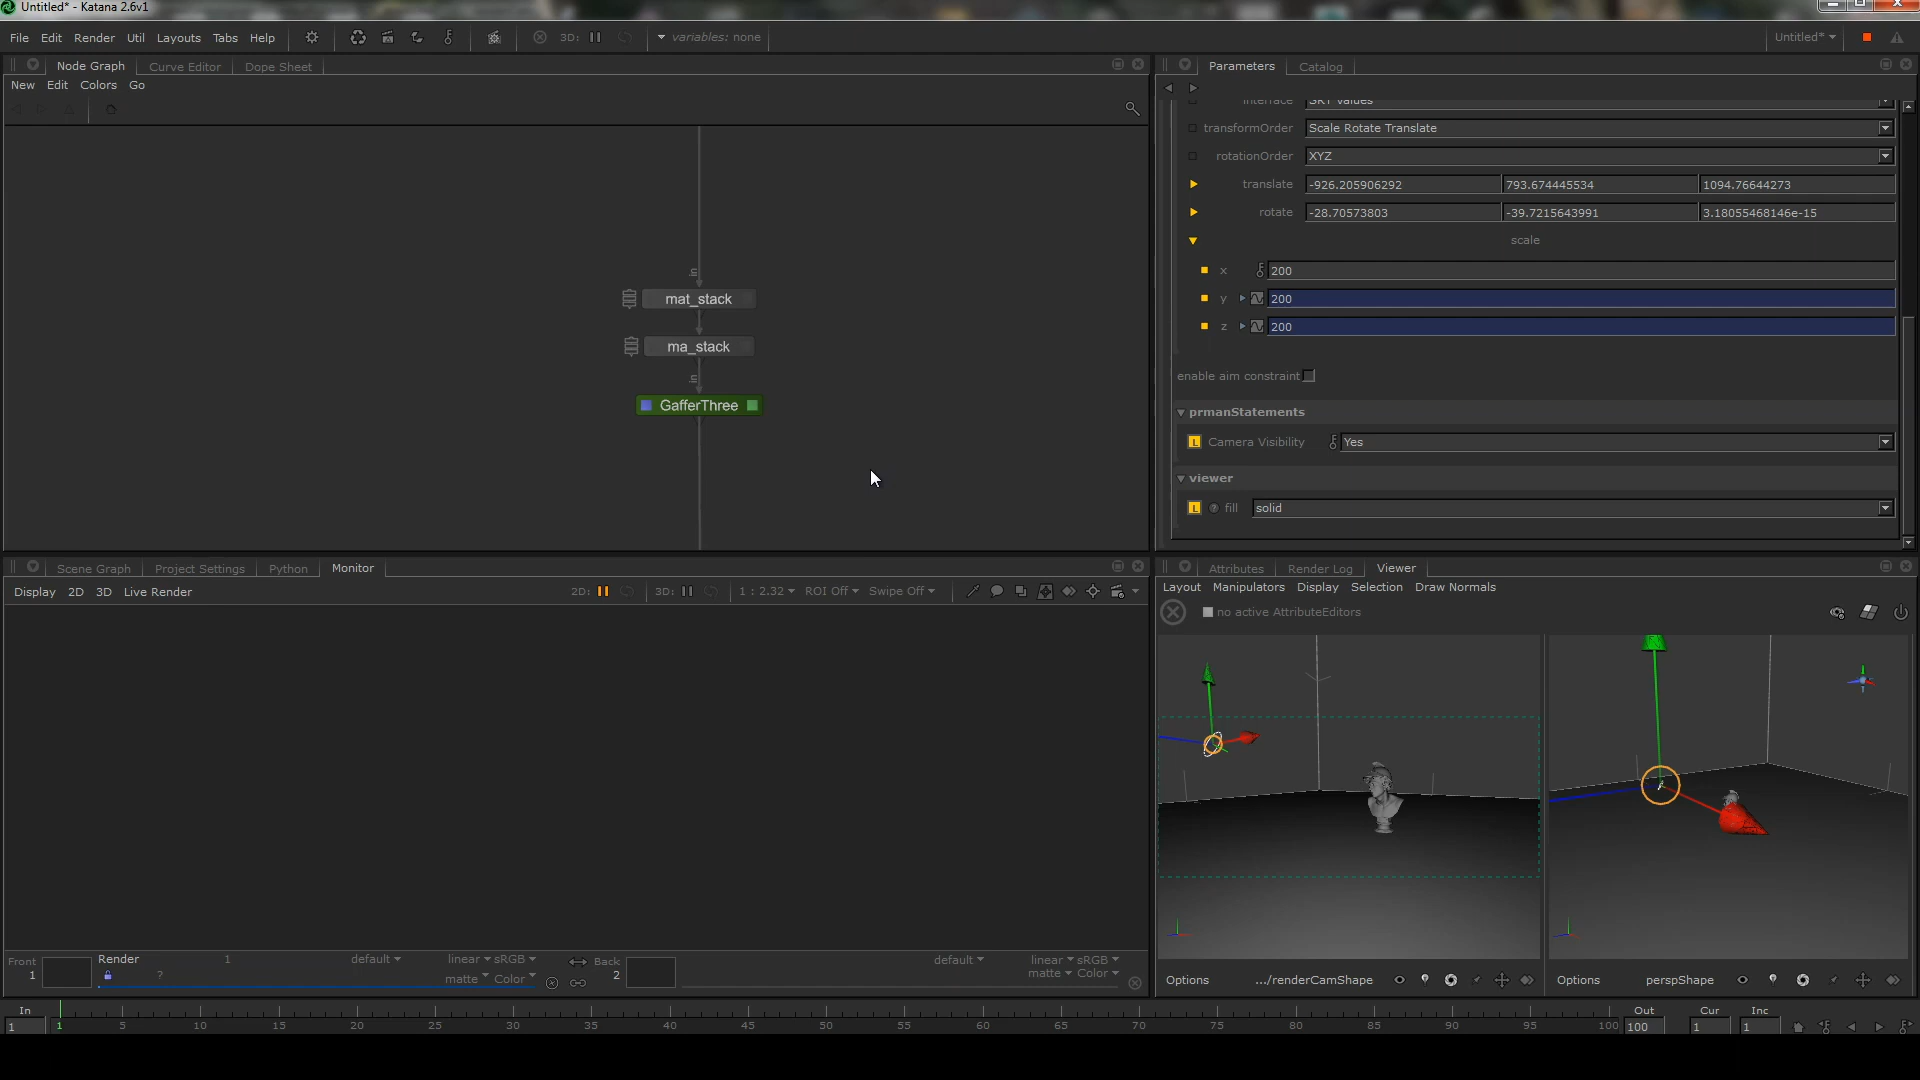 Untitled* - Katana 2.6v1
File Edit Render Util Layouts Tabs Help 3D: variables: none Untitled*
Node Graph Curve Editor Dope Sheet
New Edit Colors Go
in
mat_stack
ma_stack
in
GafferThree
Parameters Catalog
interface SRT Values
transformOrder Scale Rotate Translate
rotationOrder XYZ
translate -926.205906292 793.674445534 1094.76644273
rotate -28.70573803 -39.7215643991 3.18055468146e-15
scale
x 200
y 200
z 200
enable aim constraint
prmanStatements
L Camera Visibility Yes
viewer
L ? fill solid
Scene Graph Project Settings Python Monitor
Display 2D 3D Live Render 2D: 3D: 1 : 2.32 ROI Off Swipe Off
Front 1 Render 1 default linear sRGB
? matte Color
Back 2 default linear sRGB
matte Color
Attributes Render Log Viewer
Layout Manipulators Display Selection Draw Normals
no active AttributeEditors
Options .../renderCamShape
Options perspShape
In Out Cur Inc
1 1 5 10 15 20 25 30 35 40 45 50 55 60 65 70 75 80 85 90 95 100 100 1 1